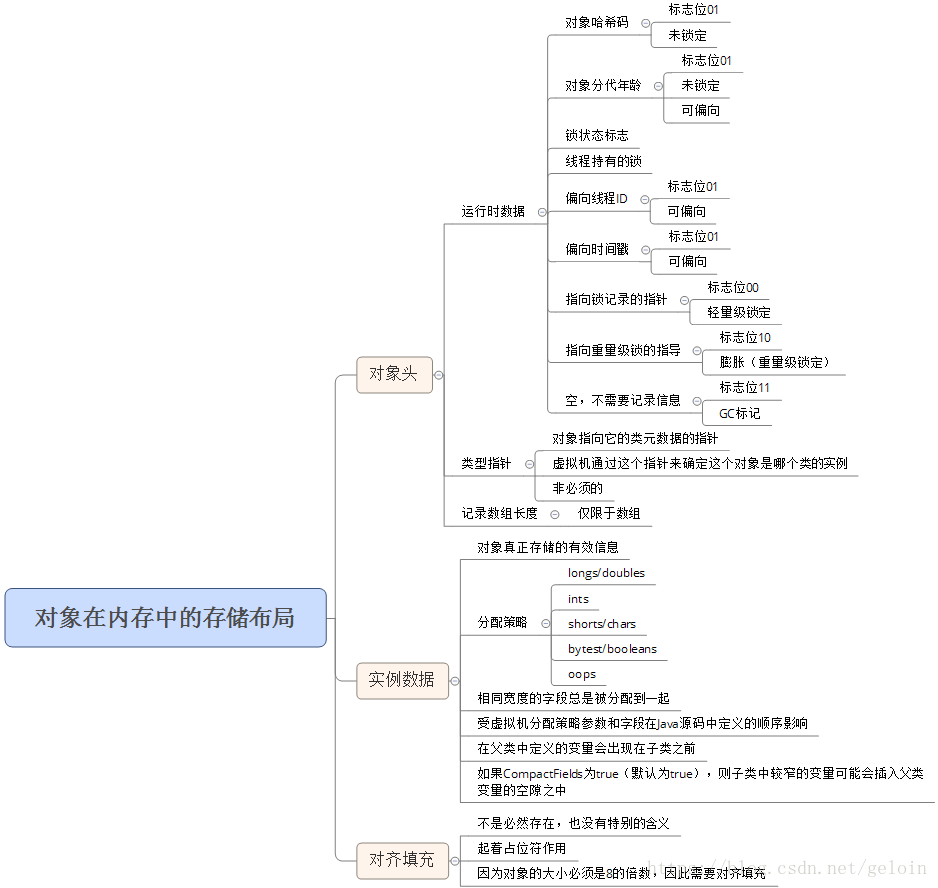 对象在内存中的存储布局
对象头
运行时数据
对象哈希码
标志位01
未锁定
对象分代年龄
标志位01
未锁定
可偏向
锁状态标志
线程持有的锁
偏向线程ID
标志位01
可偏向
偏向时间戳
标志位01
可偏向
指向锁记录的指针
标志位00
轻量级锁定
指向重量级锁的指导
标志位10
膨胀（重量级锁定）
空，不需要记录信息
标志位11
GC标记
类型指针
对象指向它的类元数据的指针
虚拟机通过这个指针来确定这个对象是哪个类的实例
非必须的
记录数组长度
仅限于数组
实例数据
对象真正存储的有效信息
分配策略
longs/doubles
ints
shorts/chars
bytest/booleans
oops
相同宽度的字段总是被分配到一起
受虚拟机分配策略参数和字段在Java源码中定义的顺序影响
在父类中定义的变量会出现在子类之前
如果CompactFields为true（默认为true），则子类中较窄的变量可能会插入父类
变量的空隙之中
对齐填充
不是必然存在，也没有特别的含义
起着占位符作用
因为对象的大小必须是8的倍数，因此需要对齐填充
https://blog.csdn.net/geloin